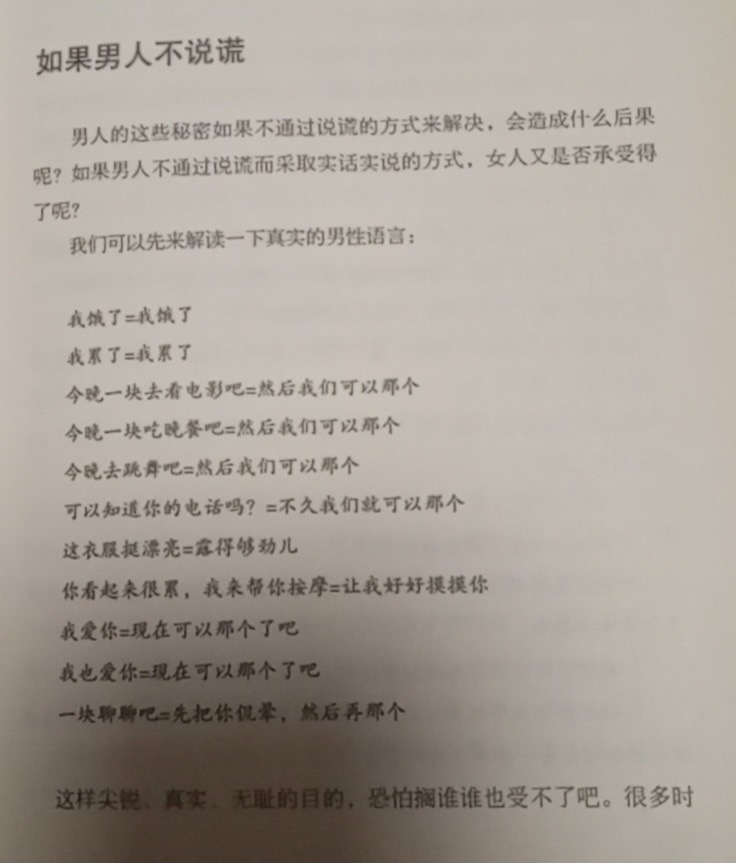 如果男人不说谎
男人的这些秘密如果不通过说谎的方式来解决，会造成什么后果
呢？如果男人不通过说谎而采取实话实说的方式，女人又是否承受得
了呢？
我们可以先来解读一下真实的男性语言：
我饿了=我饿了
我累了=我累了
今晚一块去看电影吧=然后我们可以那个
今晚一块吃晚餐吧=然后我们可以那个
今晚去跳舞吧=然后我们可以那个
可以知道你的电话吗？=不久我们就可以那个
这衣服挺漂亮=露得够劲儿
你看起来很累，我来帮你按摩=让我好好摸摸你
我爱你=现在可以那个了吧
我也爱你=现在可以那个了吧
一块聊聊吧=先把你侃晕，然后再那个
这样尖锐、真实、无耻的目的，恐怕搁谁谁也受不了吧。很多时